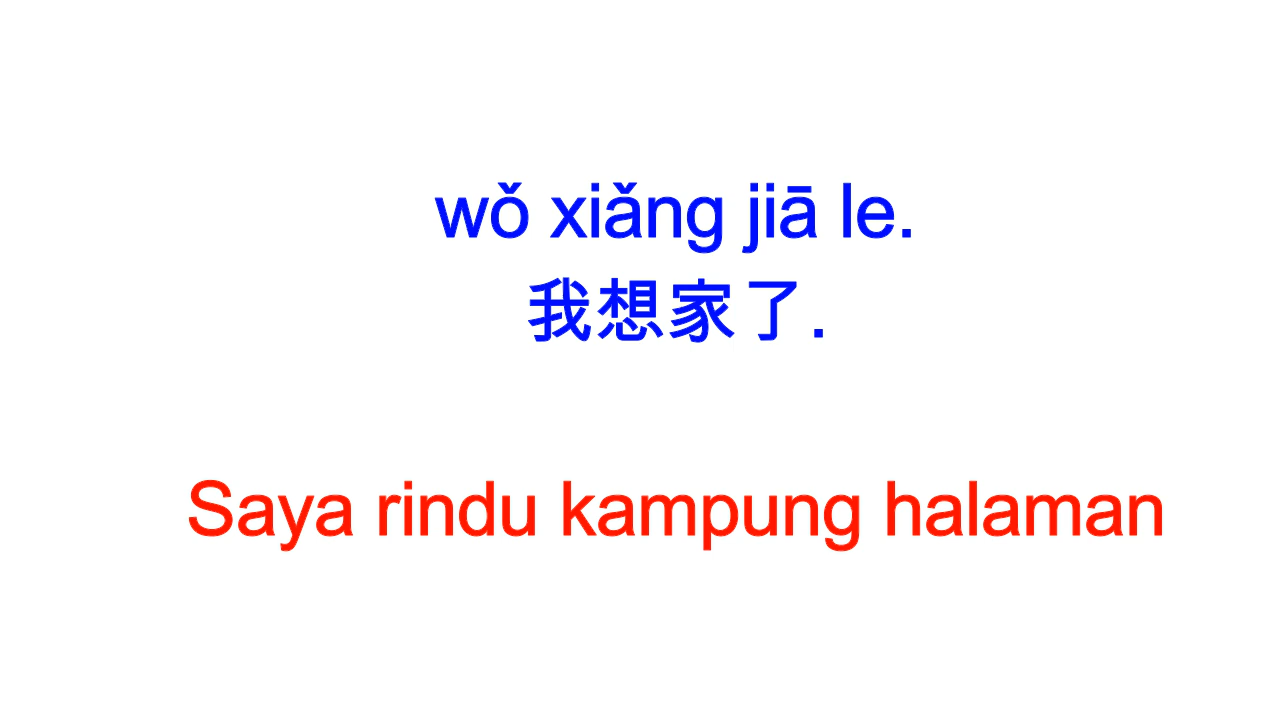 wǒ xiǎng jiā le.
我想家了.
Saya rindu kampung halaman